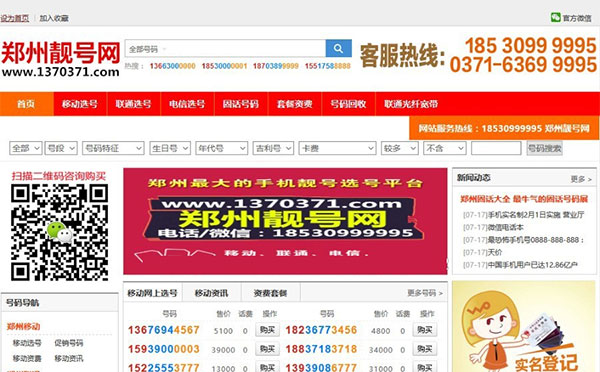 设为首页 | 加入收藏
官方微信
郑州靓号网
www.1370371.com
全部号码
热搜： 13663000000 18530000001 18703899999 15517588888
客服热线:
185 3099 9995
0371-6369 9995
首页 移动选号 联通选号 电信选号 固话号码 套餐资费 号码回收 联通光纤宽带
网站服务热线：18530999995 郑州靓号网
全部 号段 号码特征 生日号 年代号 吉利号 卡费 较多 不含 号码搜索
扫描二维码咨询购买
郑州最大的手机靓号选号平台
www.1370371.com
郑州靓号网
电话/微信：18530999995
移动、联通、电信、
新闻动态 更多 >
郑州固话大全 最牛气的固话号码展
[07-17]手机实名制2月1日实施 营业厅
[07-17]微信电话本
[07-17]最恐怖手机号0888-888-888：
[07-17]天价
[07-17]中国手机用户已达12.86亿户
号码导航
郑州移动
移动选号 促销号码
移动资费 移动资讯
郑州联通
移动网上选号 移动资讯 资费套餐 更多号码 >
号码 售价 话费 购买 号码 售价 话费 购买
13676944567 5100 0 购买 18236773456 4800 0 购买
15939000003 39000 0 购买 18837183718 34000 0 购买
15225553777 0 购买 13939086777 0 购买
实名登记